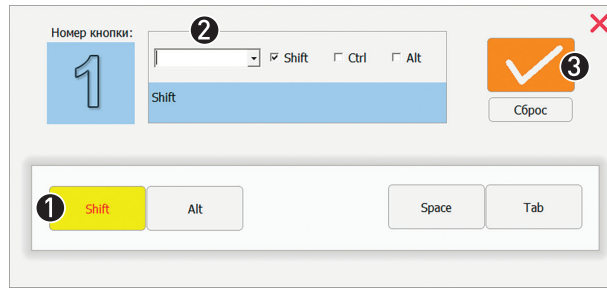 Номер кнопки:
1
2
Shift Ctrl Alt
Shift
3
Сброс
1
Shift Alt Space Tab